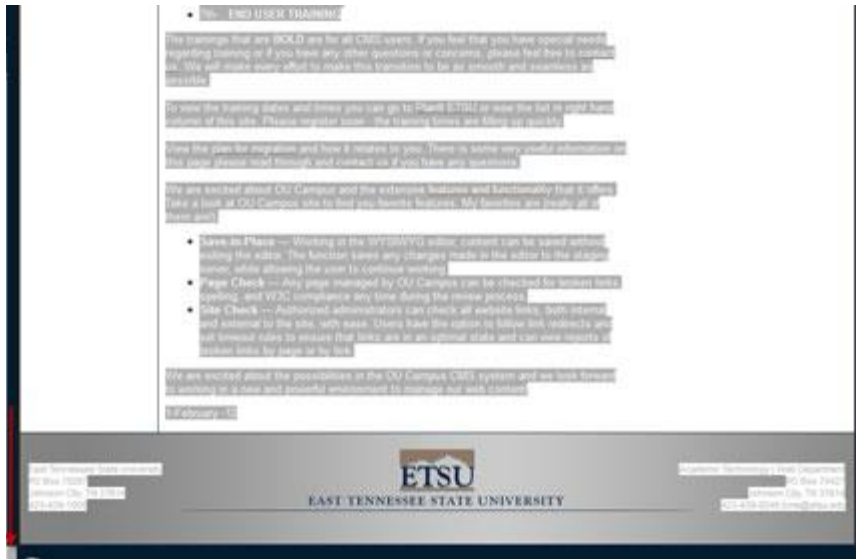 END USER TRAINING
The trainings that are BOLD are for all CMS users. If you feel that you have special needs
regarding training or if you have any other questions or concerns, please feel free to contact
us. We will make every effort to make this transition to be as smooth and seamless as
possible.
To view the training dates and times you can go to PlanIt ETSU or view the list in right hand
column of this site. Please register soon - the training times are filling up quickly.
View the plan for migration and how it relates to you. There is some very useful information on
this page please read through and contact us if you have any questions.
We are excited about OU Campus and the extensive features and functionality that it offers.
Take a look at OU Campus site to find you favorite features. My favorites are (really all of
them are!)
Save-in-Place — Working in the WYSIWYG editor, content can be saved without
exiting the editor. The function saves any changes made in the editor to the staging
server, while allowing the user to continue working.
Page Check — Any page managed by OU Campus can be checked for broken links,
spelling, and W3C compliance any time during the review process.
Site Check — Authorized administrators can check all website links, both internal
and external to the site, with ease. Users have the option to follow link redirects and
set timeout rules to ensure that links are in an optimal state and can view reports of
broken links by page or by link.
We are excited about the possibilities in the OU Campus CMS system and we look forward
to working in a new and powerful environment to manage our web content.
February
East Tennessee State University
PO Box
Johnson City, TN 37614
ETSU
EAST TENNESSEE STATE UNIVERSITY
Academic Technology | Web Department
PO Box
Johnson City, TN 37614